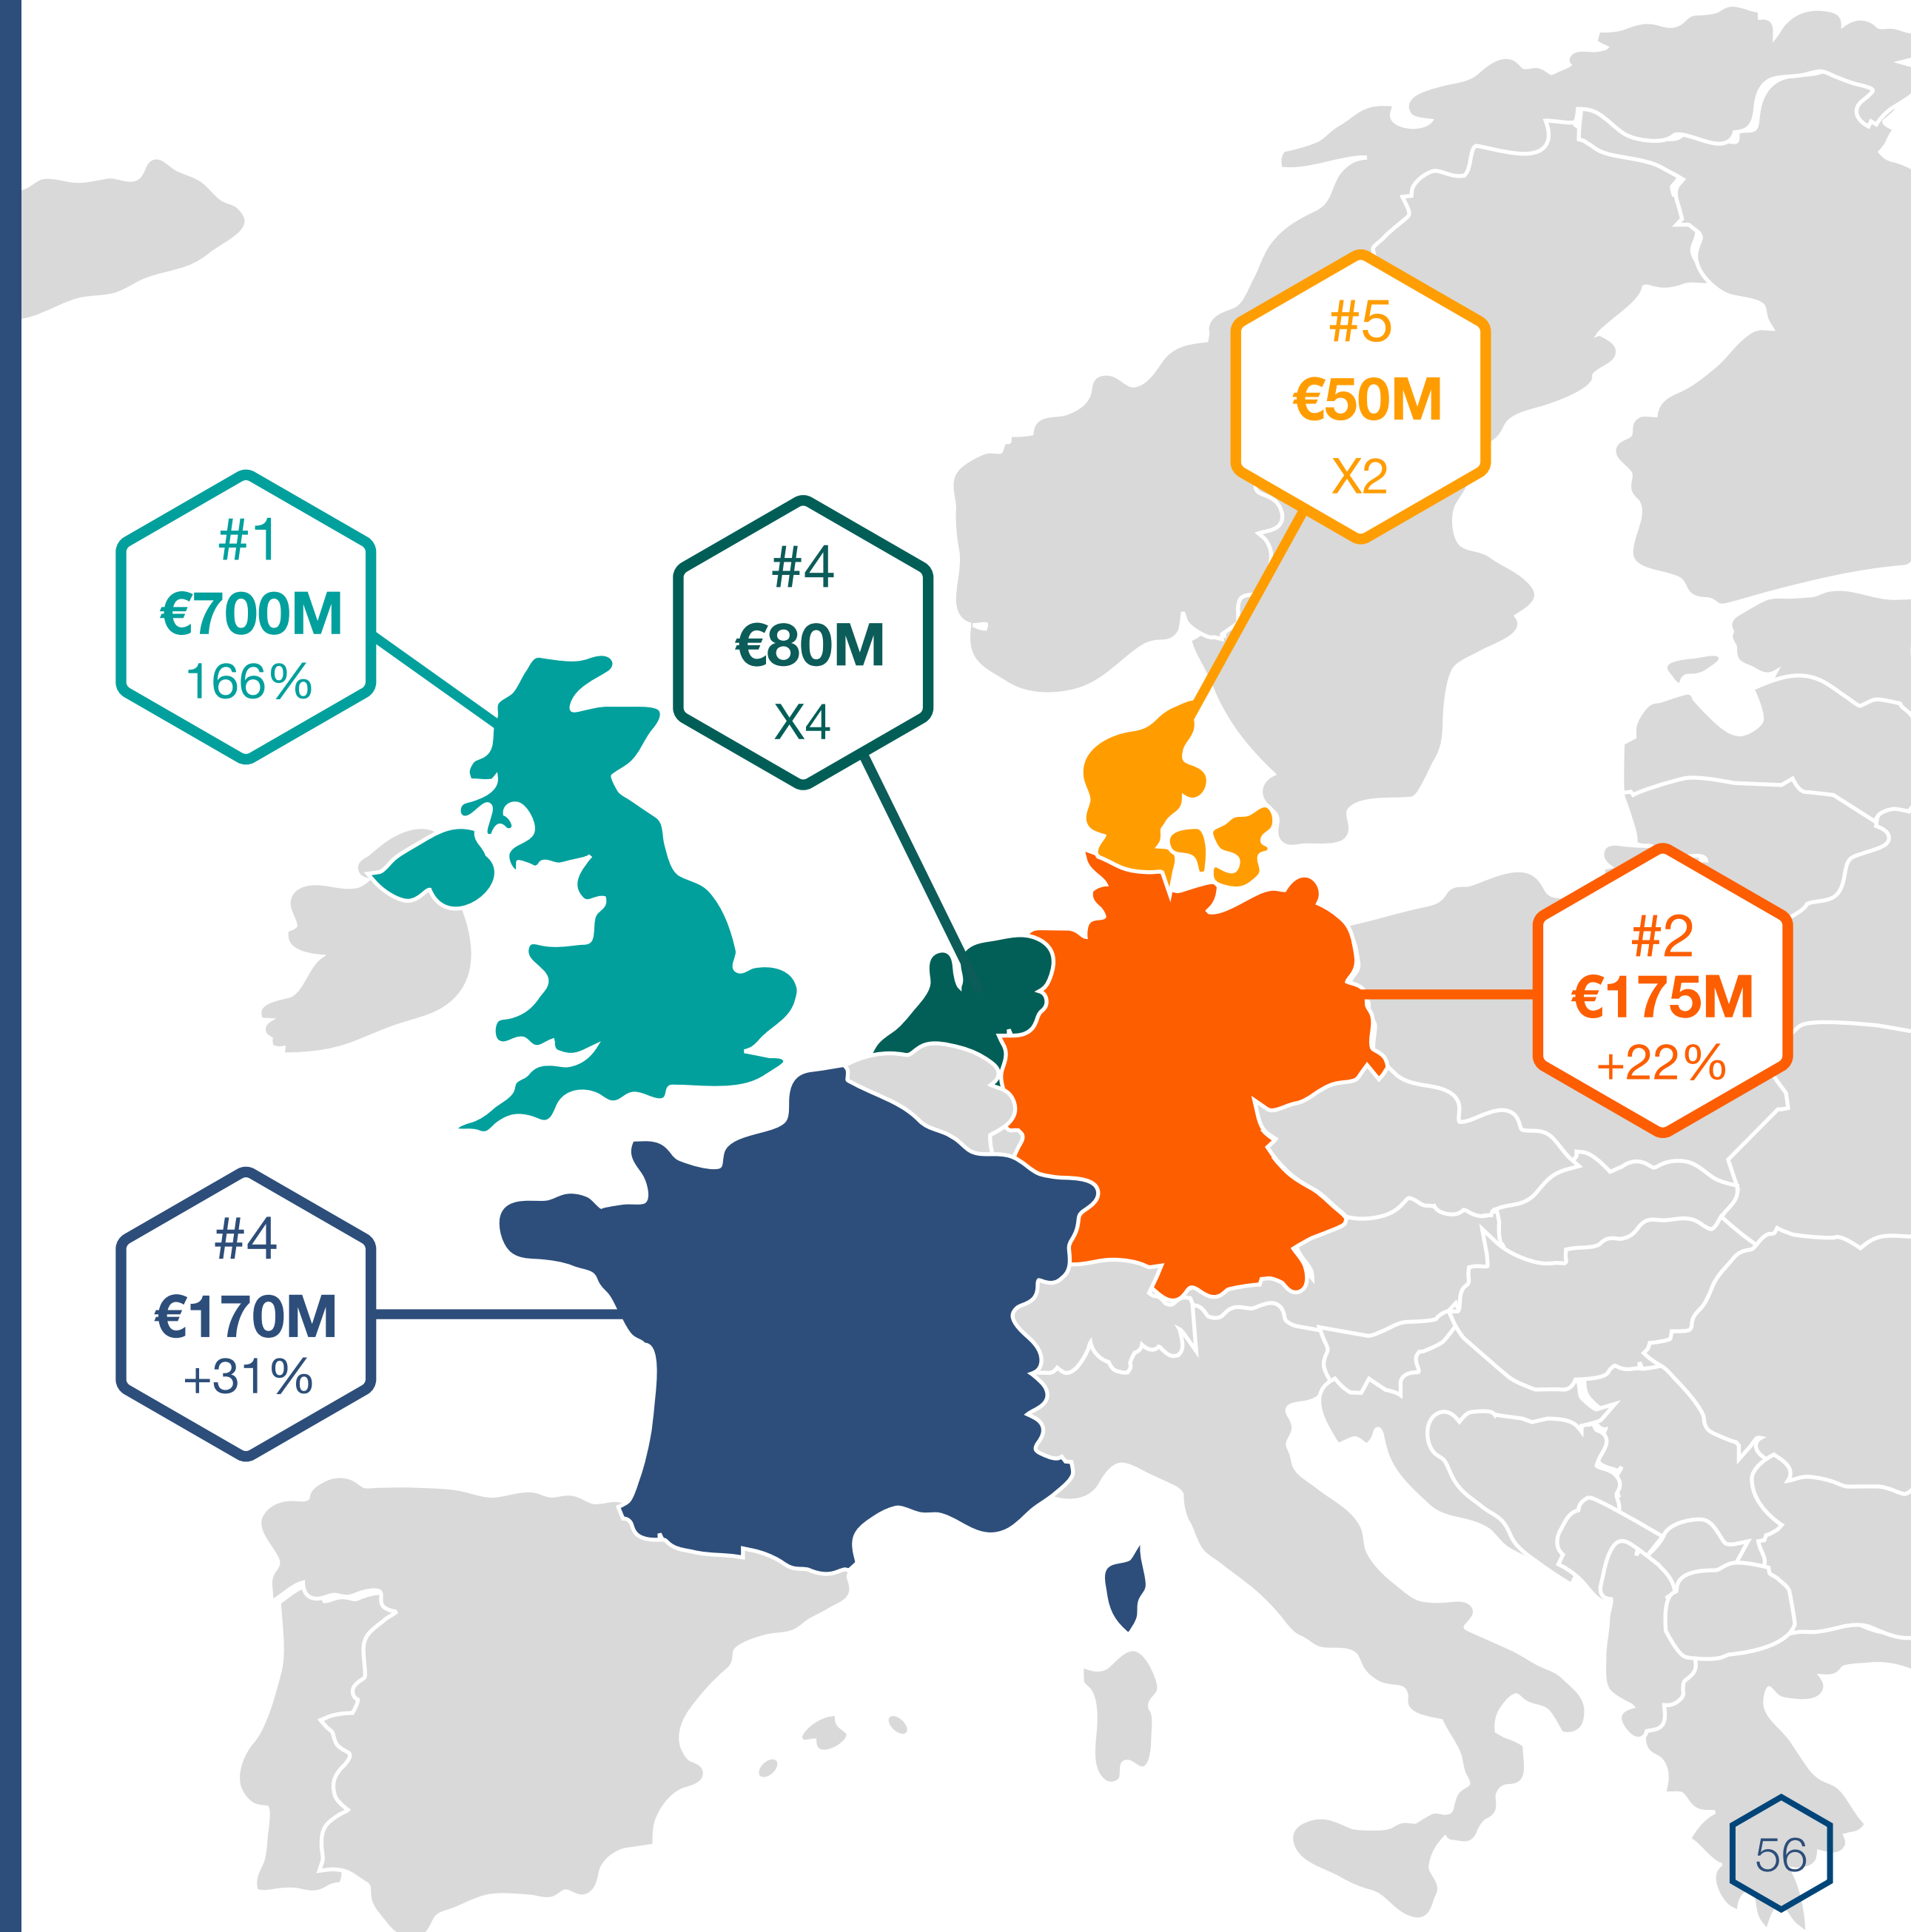 #5
€50M
X2
#1
€700M
166%
#4
€80M
X4
#2
€175M
+22%
#4
€170M
+31%
56